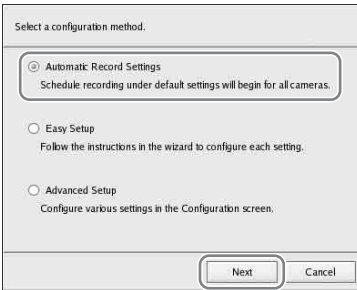 Select a configuration method.
Automatic Record Settings
Schedule recording under default settings will begin for all cameras.
Easy Setup
Follow the instructions in the wizard to configure each setting.
Advanced Setup
Configure various settings in the Configuration screen.
Next Cancel